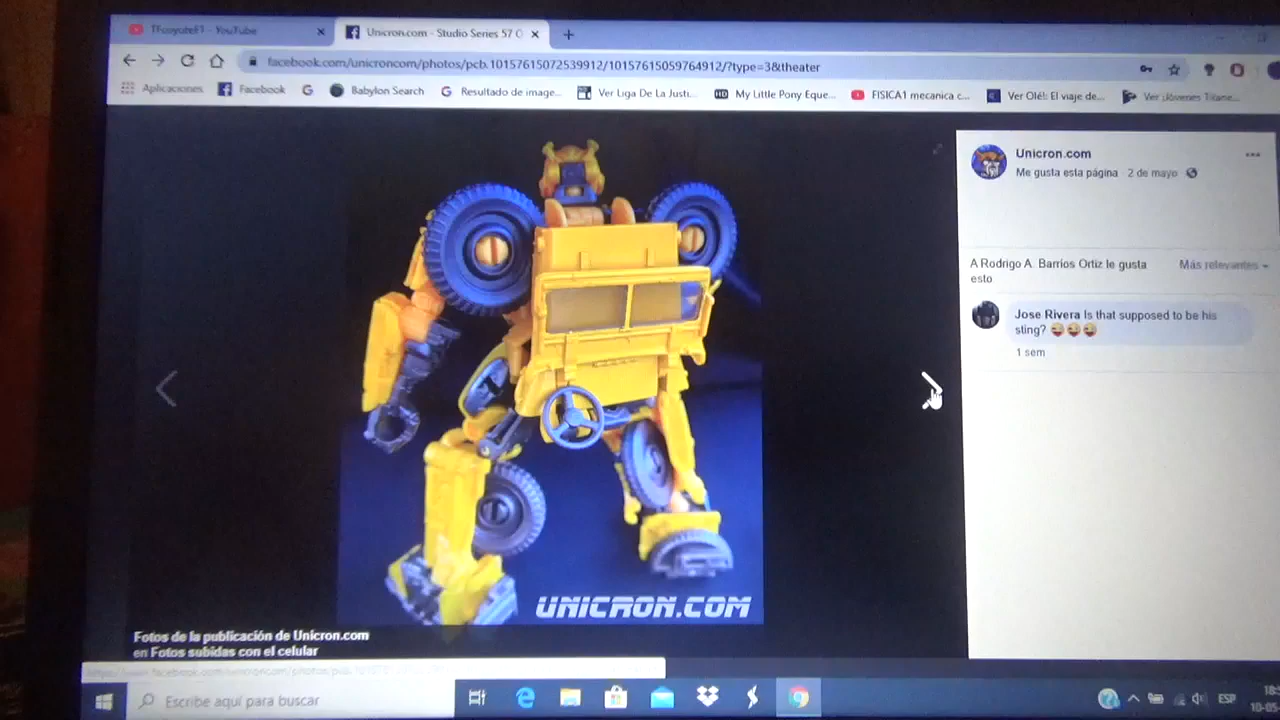 TFsoyuteF1 - YouTube
Unicron.com - Studio Series 57 O
facebook.com/unicroncom/photos/pcb.10157615072539912/10157615059764912/?type=3&theater
Aplicaciones
Facebook
Babylon Search
Resultado de image...
Ver Liga De La Justi...
My Little Pony Eque...
FISICA1 mecanica c...
Ver Olé!: El viaje de...
Ver ¡Jóvenes Titane...
Unicron.com
Me gusta esta página · 2 de mayo
A Rodrigo A. Barrios Ortiz le gusta
esto
Más relevantes
Jose Rivera Is that supposed to be his
sting?
1 sem
UNICRON.COM
Fotos de la publicación de Unicron.com
en Fotos subidas con el celular
Escribe aquí para buscar
ESP